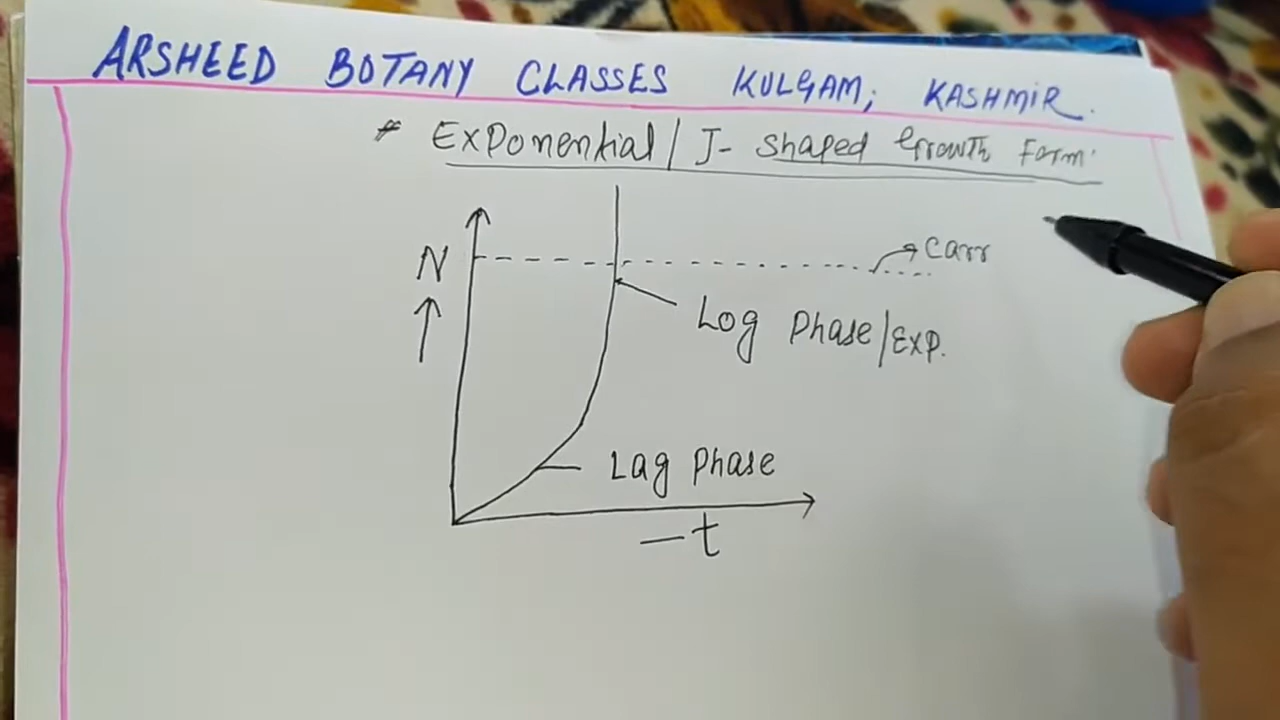 ARSHEED BOTANY CLASSES KULGAM; KASHMIR.
* Exponential / J- Shaped Growth Form.
N
Carr
Log Phase/Exp.
Lag Phase
t